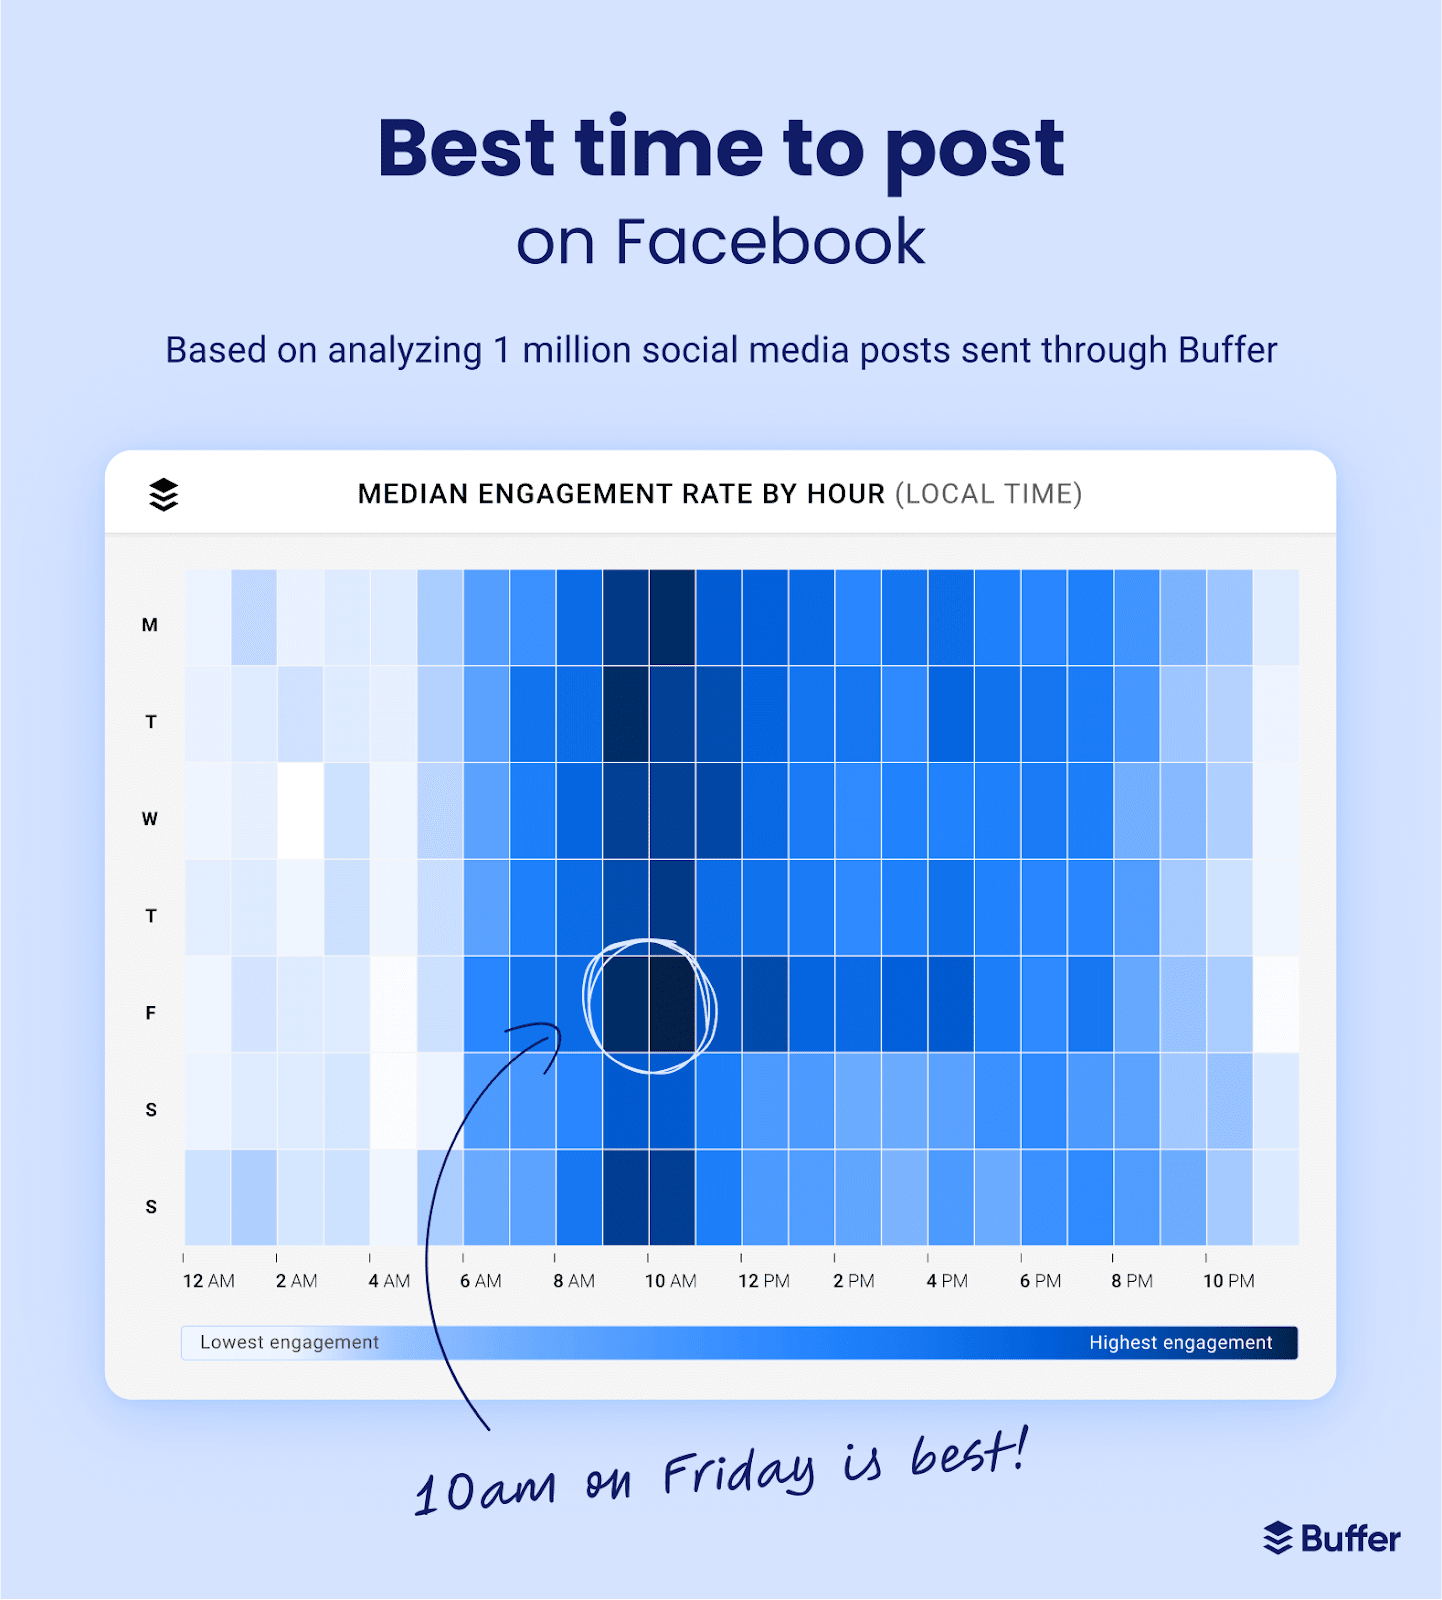 Best time to post
on Facebook
Based on analyzing 1 million social media posts sent through Buffer
MEDIAN ENGAGEMENT RATE BY HOUR (LOCAL TIME)
M
T
W
T
F
S
S
12 AM 2 AM 4 AM 6 AM 8 AM 10 AM 12 PM 2 PM 4 PM 6 PM 8 PM 10 PM
Lowest engagement Highest engagement
10am on Friday is best!
Buffer